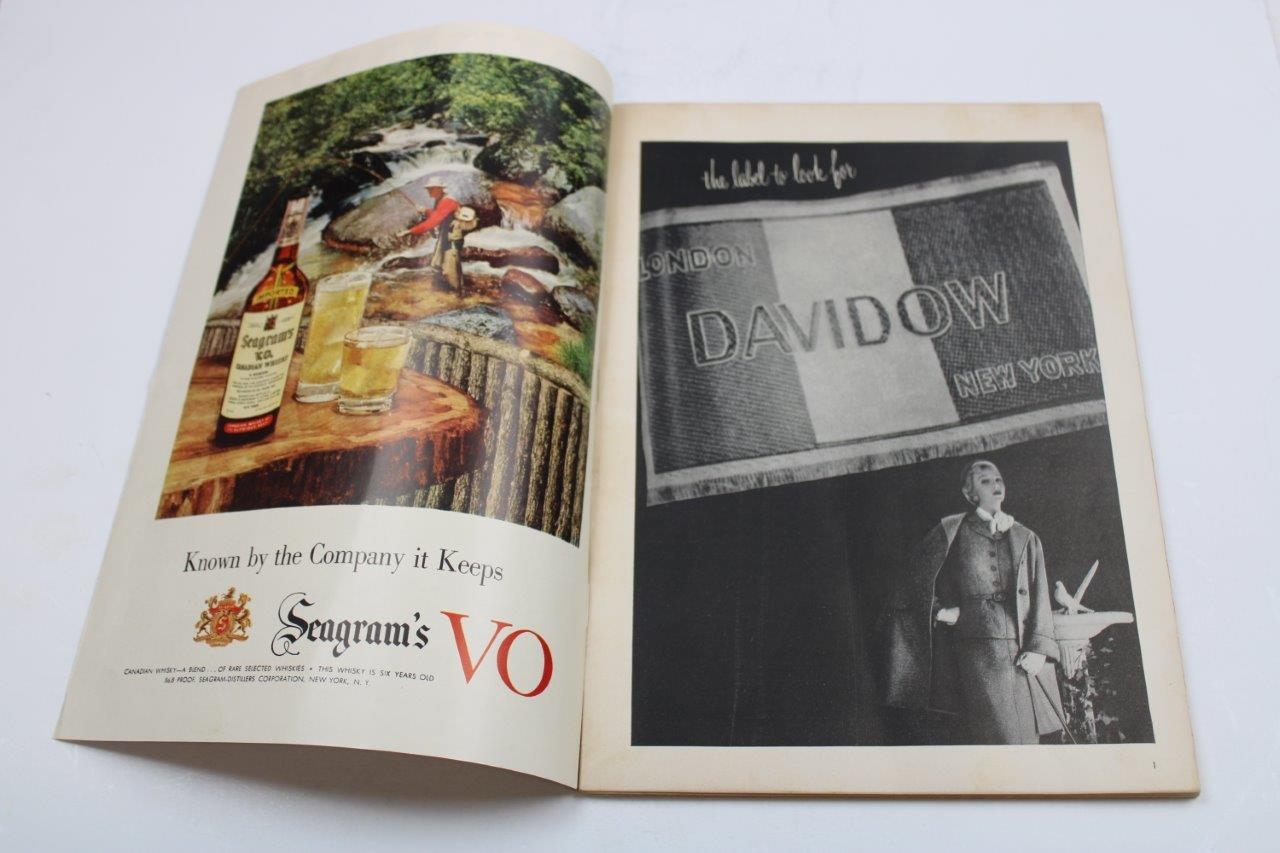 IMPORTED
Seagram's
V.O.
CANADIAN WHISKY
Known by the Company it Keeps
Seagram's VO
CANADIAN WHISKY—A BLEND . . . OF RARE SELECTED WHISKIES • THIS WHISKY IS SIX YEARS OLD
86.8 PROOF. SEAGRAM-DISTILLERS CORPORATION, NEW YORK, N. Y.
the label to look for
LONDON
DAVIDOW
NEW YORK
1